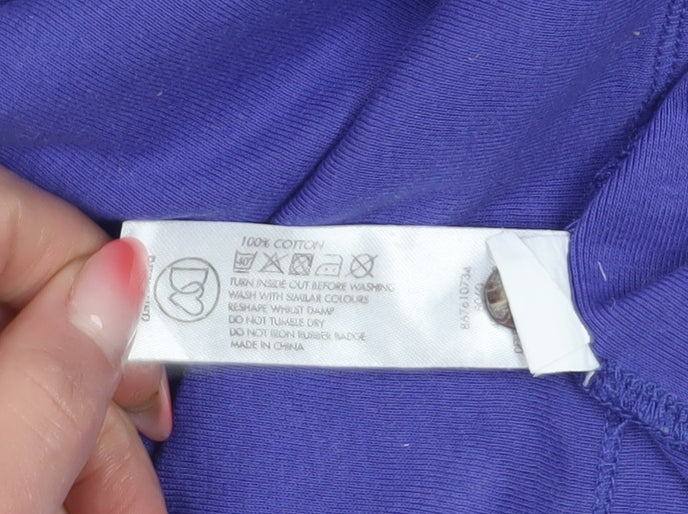 100% COTTON
40°
TURN INSIDE OUT BEFORE WASHING
WASH WITH SIMILAR COLOURS
RESHAPE WHILST DAMP
DO NOT TUMBLE DRY
DO NOT IRON RUBBER BADGE
MADE IN CHINA